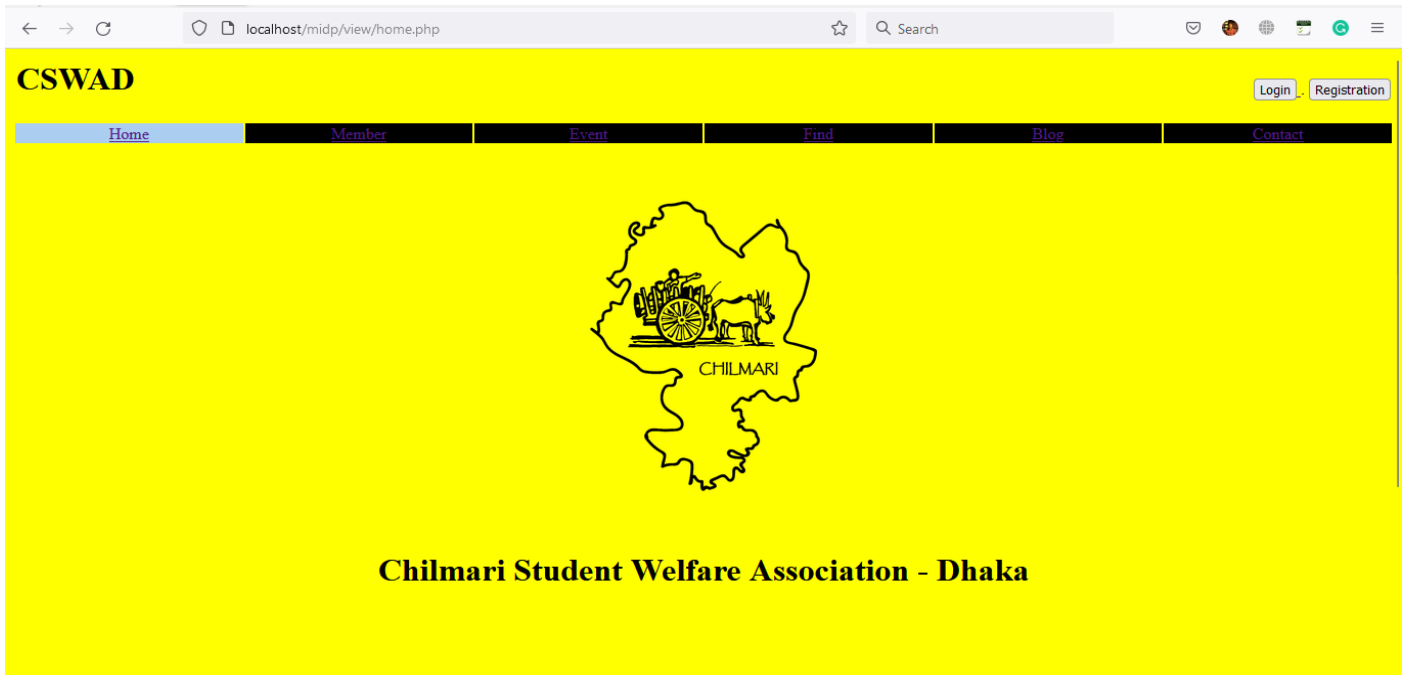 localhost/midp/view/home.php
Search
CSWAD
Login . Registration
Home Member Event Find Blog Contact
CHILMARI
Chilmari Student Welfare Association - Dhaka